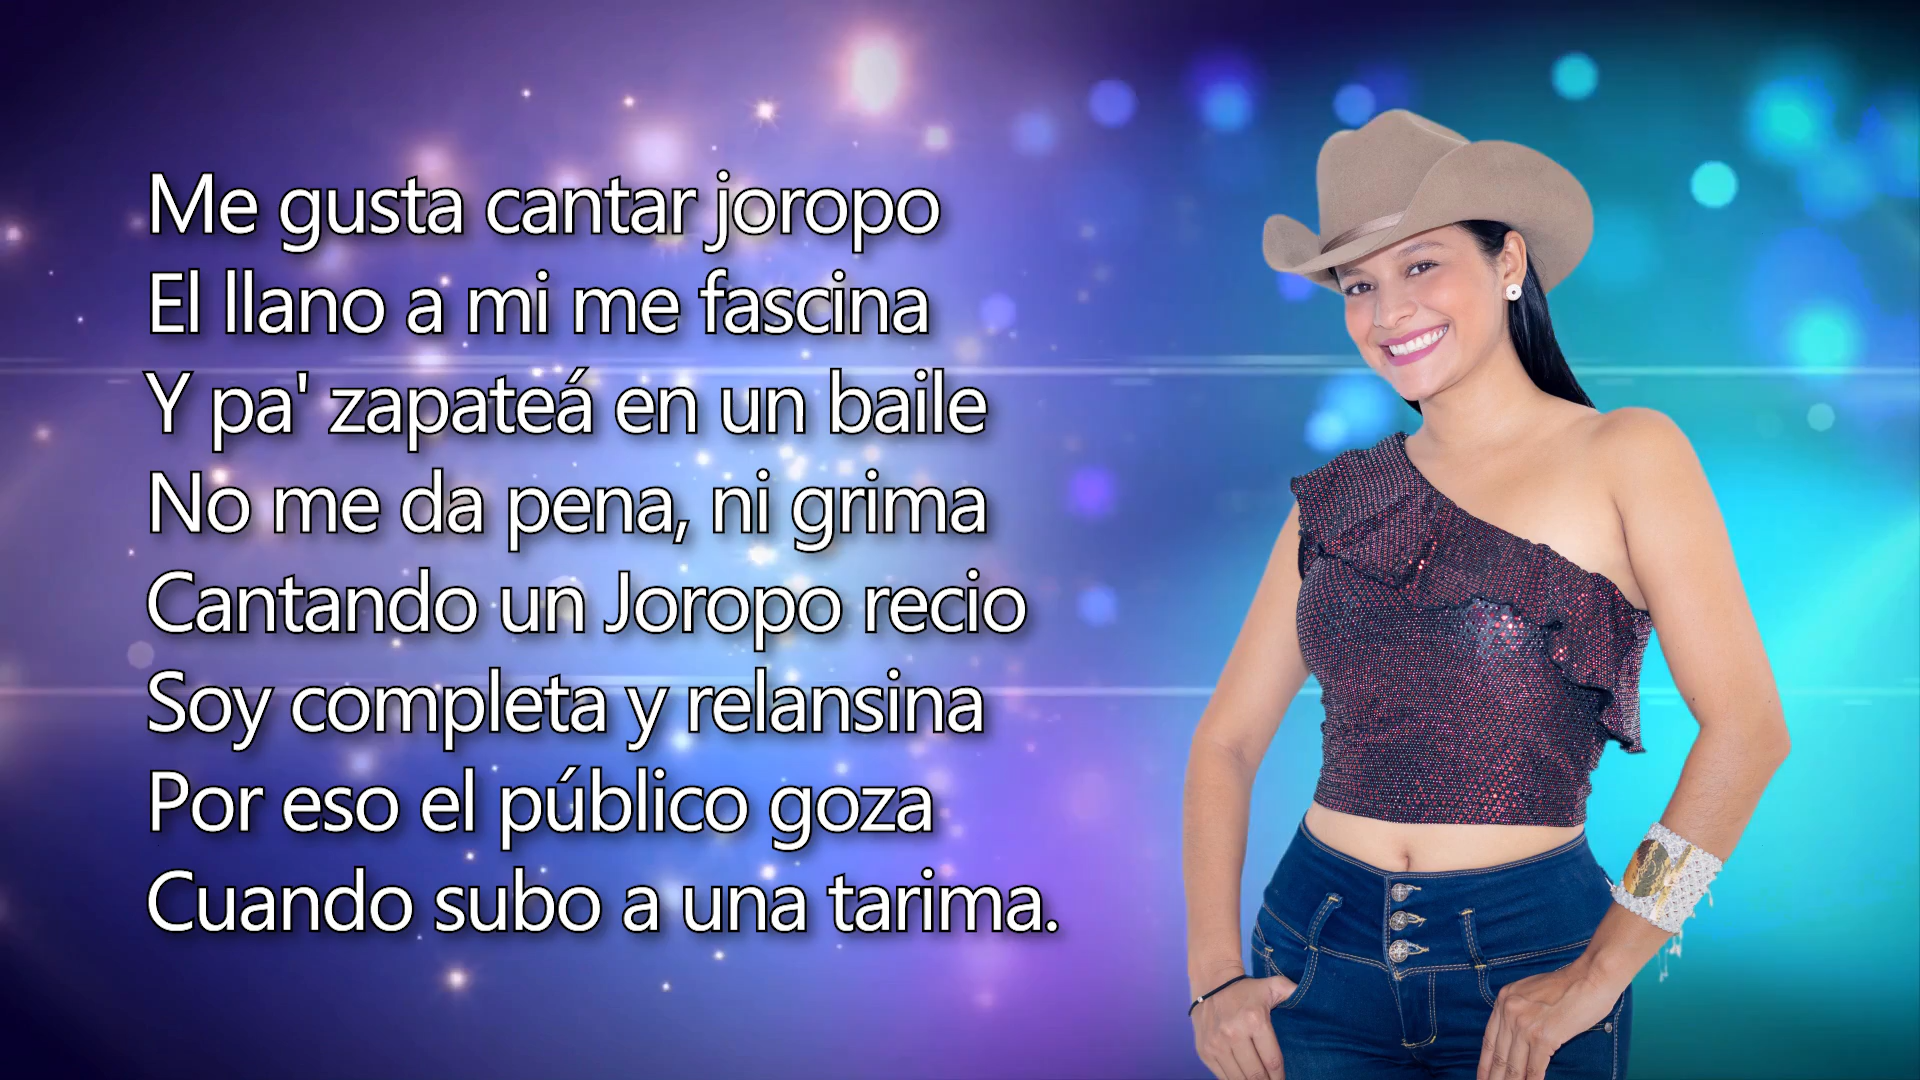 Me gusta cantar joropo
El llano a mi me fascina
Y pa' zapateá en un baile
No me da pena, ni grima
Cantando un Joropo recio
Soy completa y relansina
Por eso el público goza
Cuando subo a una tarima.